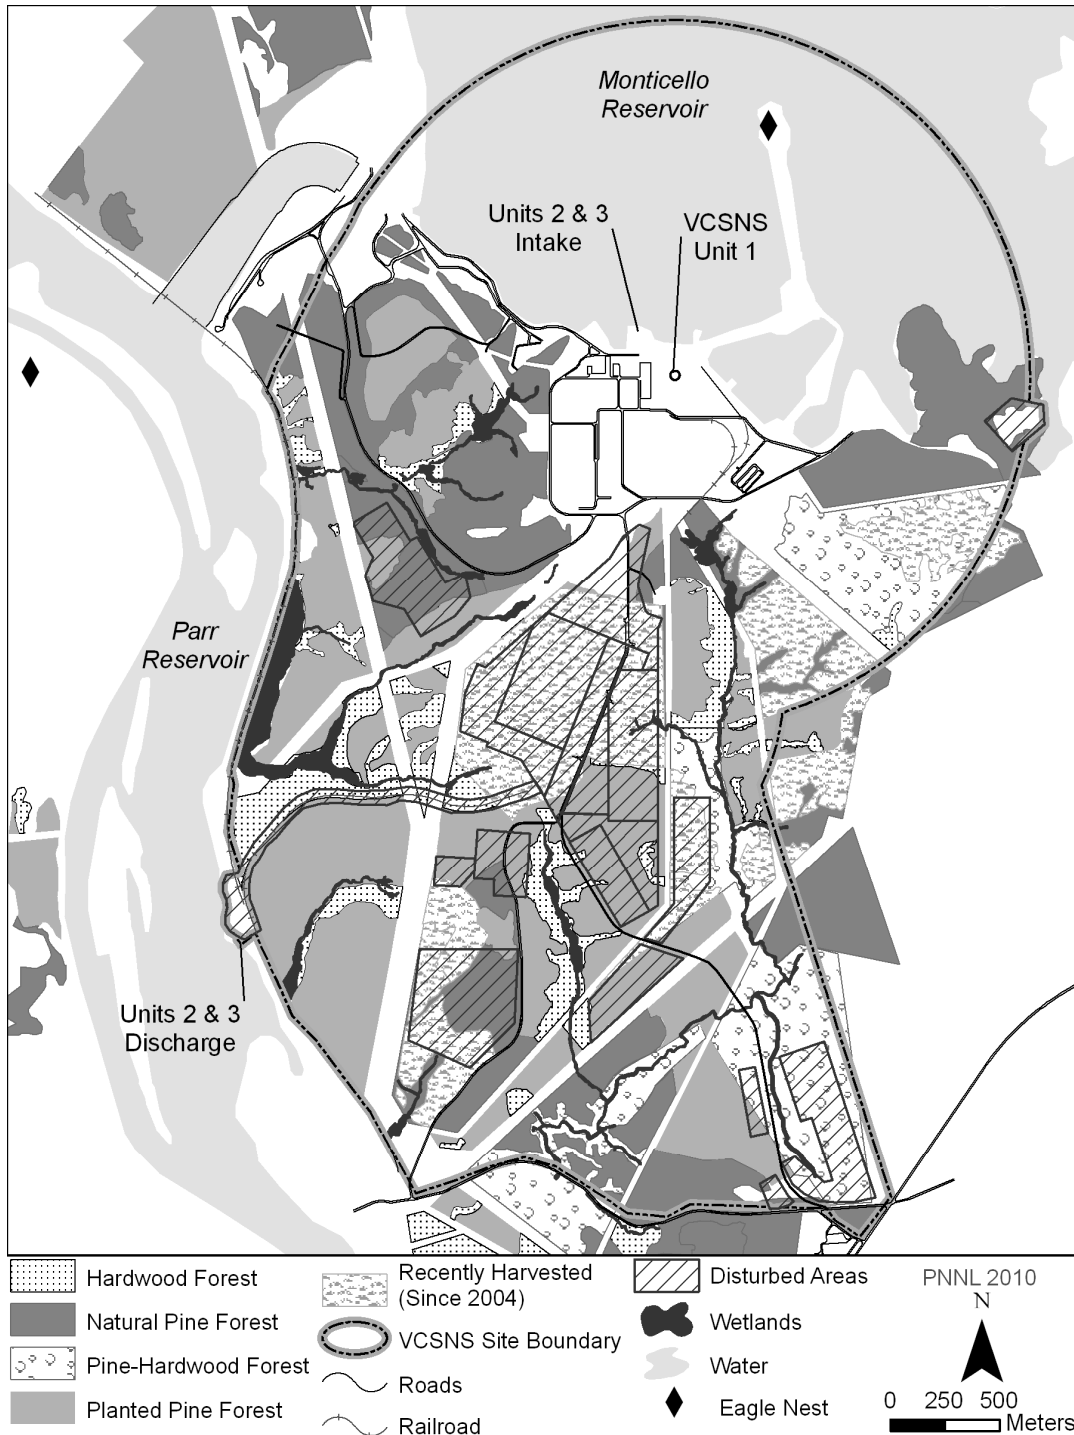 Monticello
Reservoir
Units 2 & 3
Intake
VCSNS
Unit 1
Parr
Reservoir
Units 2 & 3
Discharge
Hardwood Forest
Natural Pine Forest
Pine-Hardwood Forest
Planted Pine Forest
Recently Harvested
(Since 2004)
VCSNS Site Boundary
Roads
Railroad
Disturbed Areas
Wetlands
Water
Eagle Nest
PNNL 2010
N
0 250 500
Meters